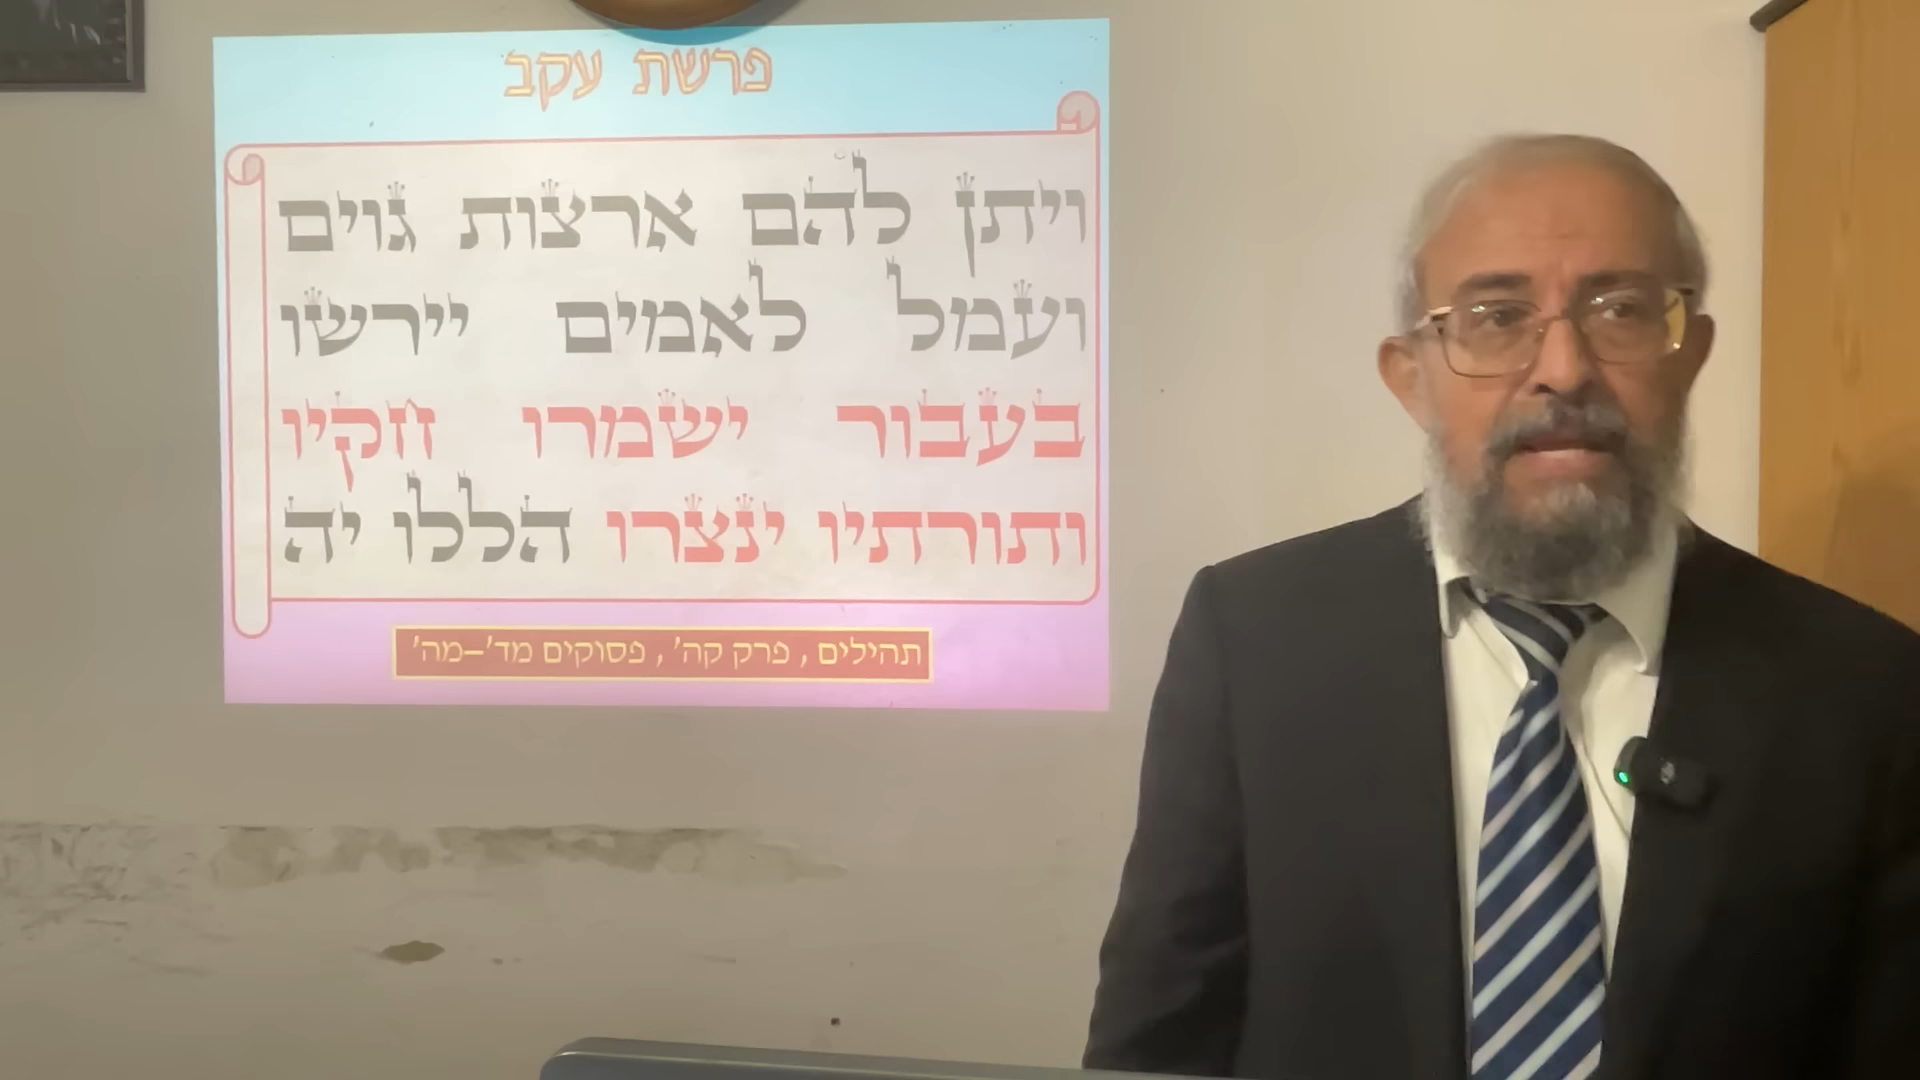 פרשת עקב
ויתן להם ארצות גוים
ועמל לאמים יירשו
בעבור ישמרו חקיו
ותורתיו ינצרו הללו יה
תהילים , פרק קה' , פסוקים מד'–מה'